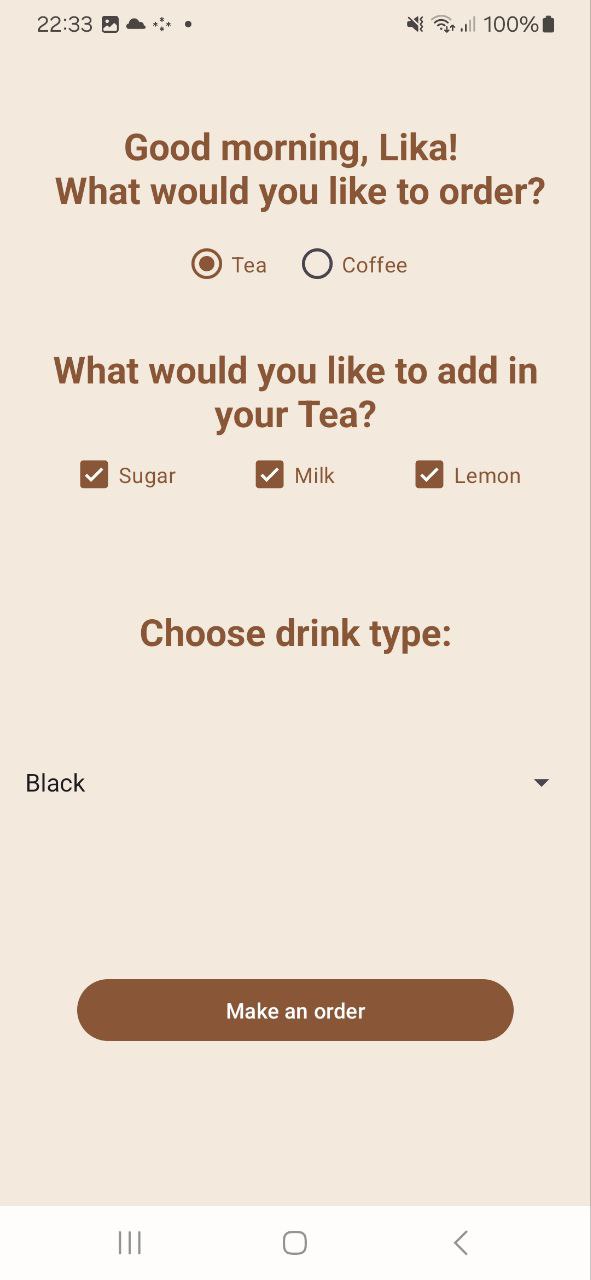 22:33
100%
Good morning, Lika!
What would you like to order?
Tea
Coffee
What would you like to add in
your Tea?
Sugar
Milk
Lemon
Choose drink type:
Black
Make an order